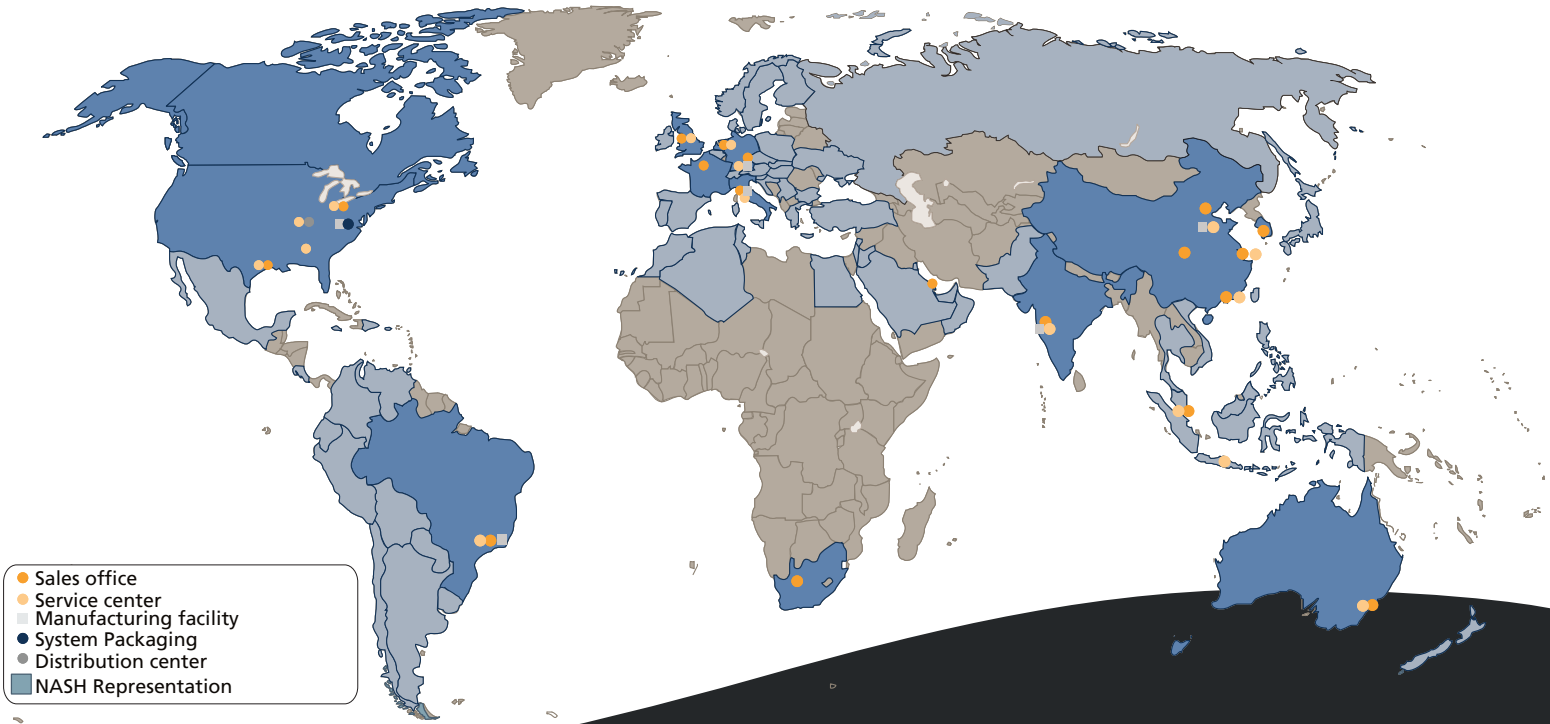 Sales office
Service center
Manufacturing facility
System Packaging
Distribution center
NASH Representation